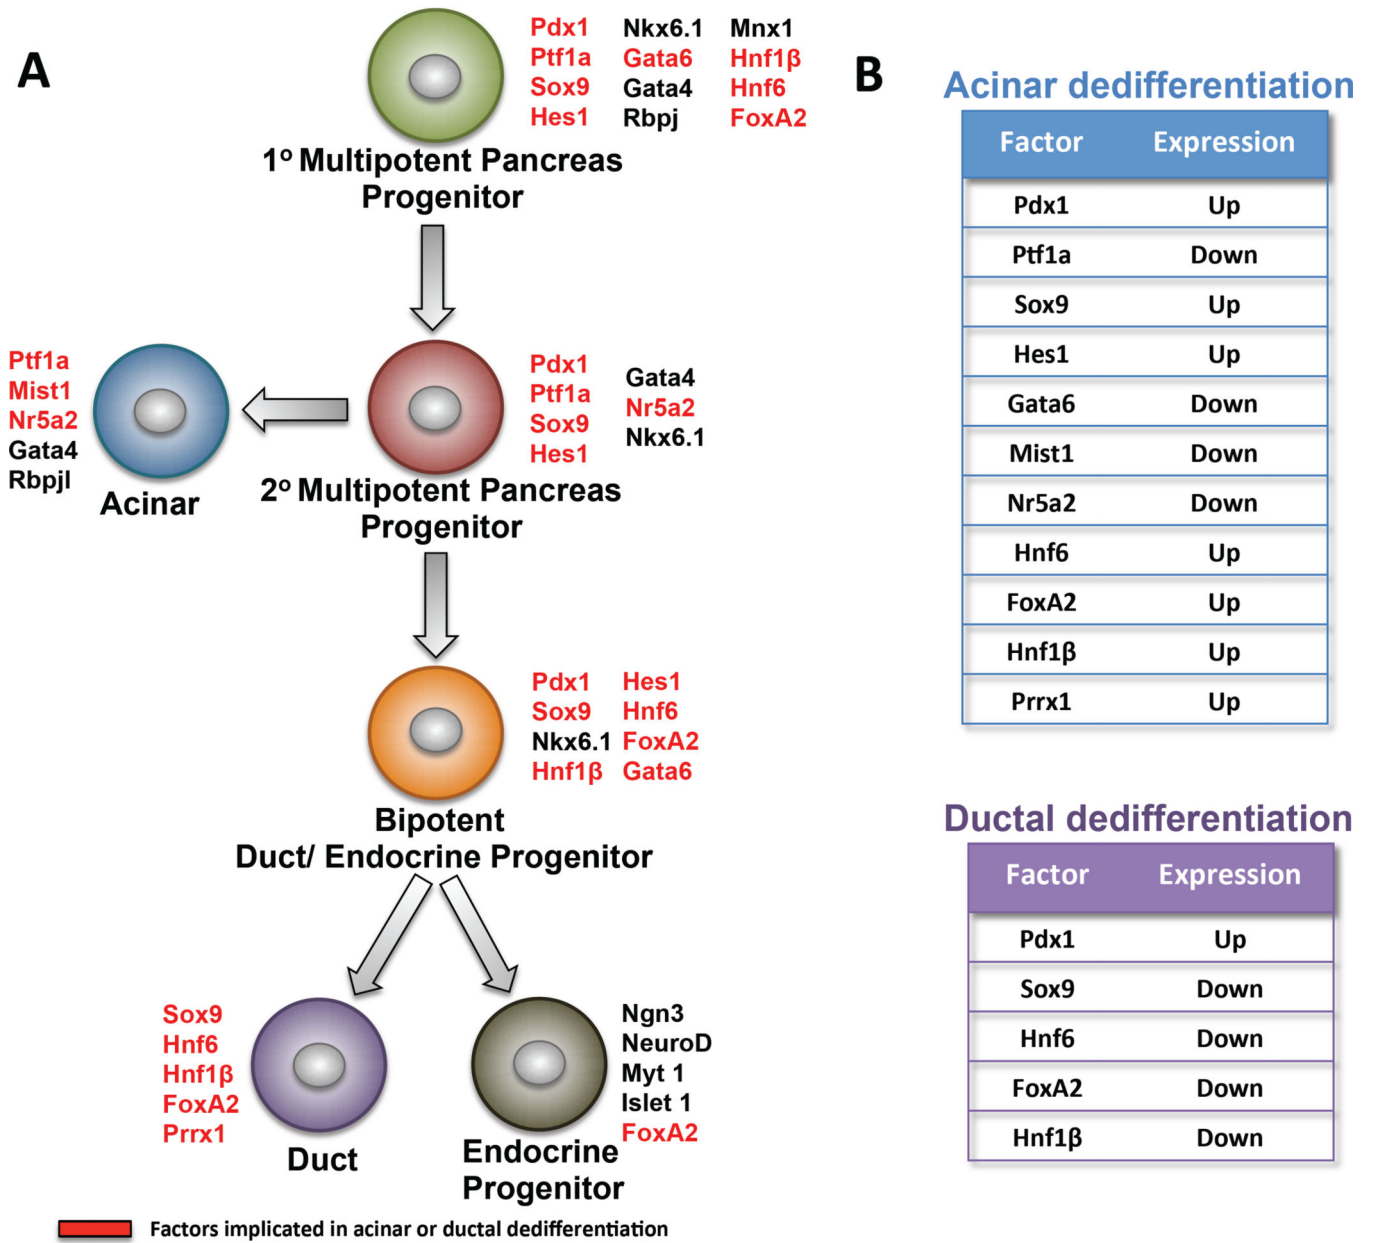 A
Pdx1 Nkx6.1 Mnx1
Ptf1a Gata6 Hnf1β
Sox9 Gata4 Hnf6
Hes1 Rbpj FoxA2
1º Multipotent Pancreas
Progenitor
Ptf1a
Mist1
Nr5a2
Gata4
Rbpjl
Acinar
Pdx1
Ptf1a
Sox9
Hes1
Gata4
Nr5a2
Nkx6.1
2º Multipotent Pancreas
Progenitor
Pdx1 Hes1
Sox9 Hnf6
Nkx6.1 FoxA2
Hnf1β Gata6
Bipotent
Duct/ Endocrine Progenitor
Sox9
Hnf6
Hnf1β
FoxA2
Prrx1
Duct
Ngn3
NeuroD
Myt 1
Islet 1
FoxA2
Endocrine
Progenitor
Factors implicated in acinar or ductal dedifferentiation
B
Acinar dedifferentiation
Factor Expression
Pdx1 Up
Ptf1a Down
Sox9 Up
Hes1 Up
Gata6 Down
Mist1 Down
Nr5a2 Down
Hnf6 Up
FoxA2 Up
Hnf1β Up
Prrx1 Up
Ductal dedifferentiation
Factor Expression
Pdx1 Up
Sox9 Down
Hnf6 Down
FoxA2 Down
Hnf1β Down